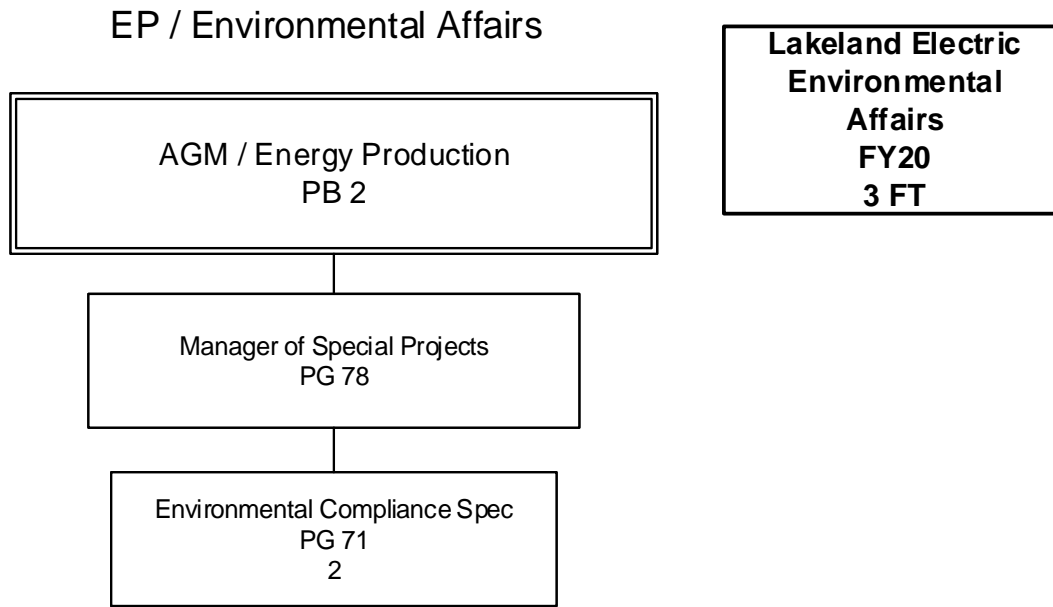 EP / Environmental Affairs
Lakeland Electric
Environmental
Affairs
FY20
3 FT
AGM / Energy Production
PB 2
Manager of Special Projects
PG 78
Environmental Compliance Spec
PG 71
2